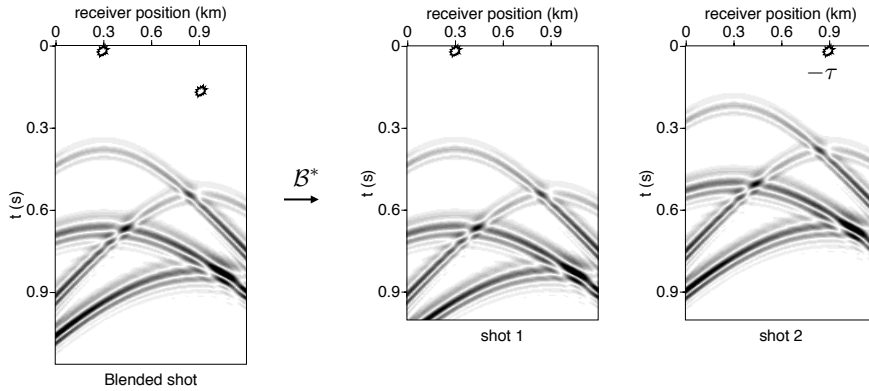 receiver position (km)
0 0.3 0.6 0.9
0
0.3
0.6
0.9
t (s)
Blended shot
B*
receiver position (km)
0 0.3 0.6 0.9
0
0.3
0.6
0.9
t (s)
shot 1
receiver position (km)
0 0.3 0.6 0.9
−τ
0
0.3
0.6
0.9
t (s)
shot 2